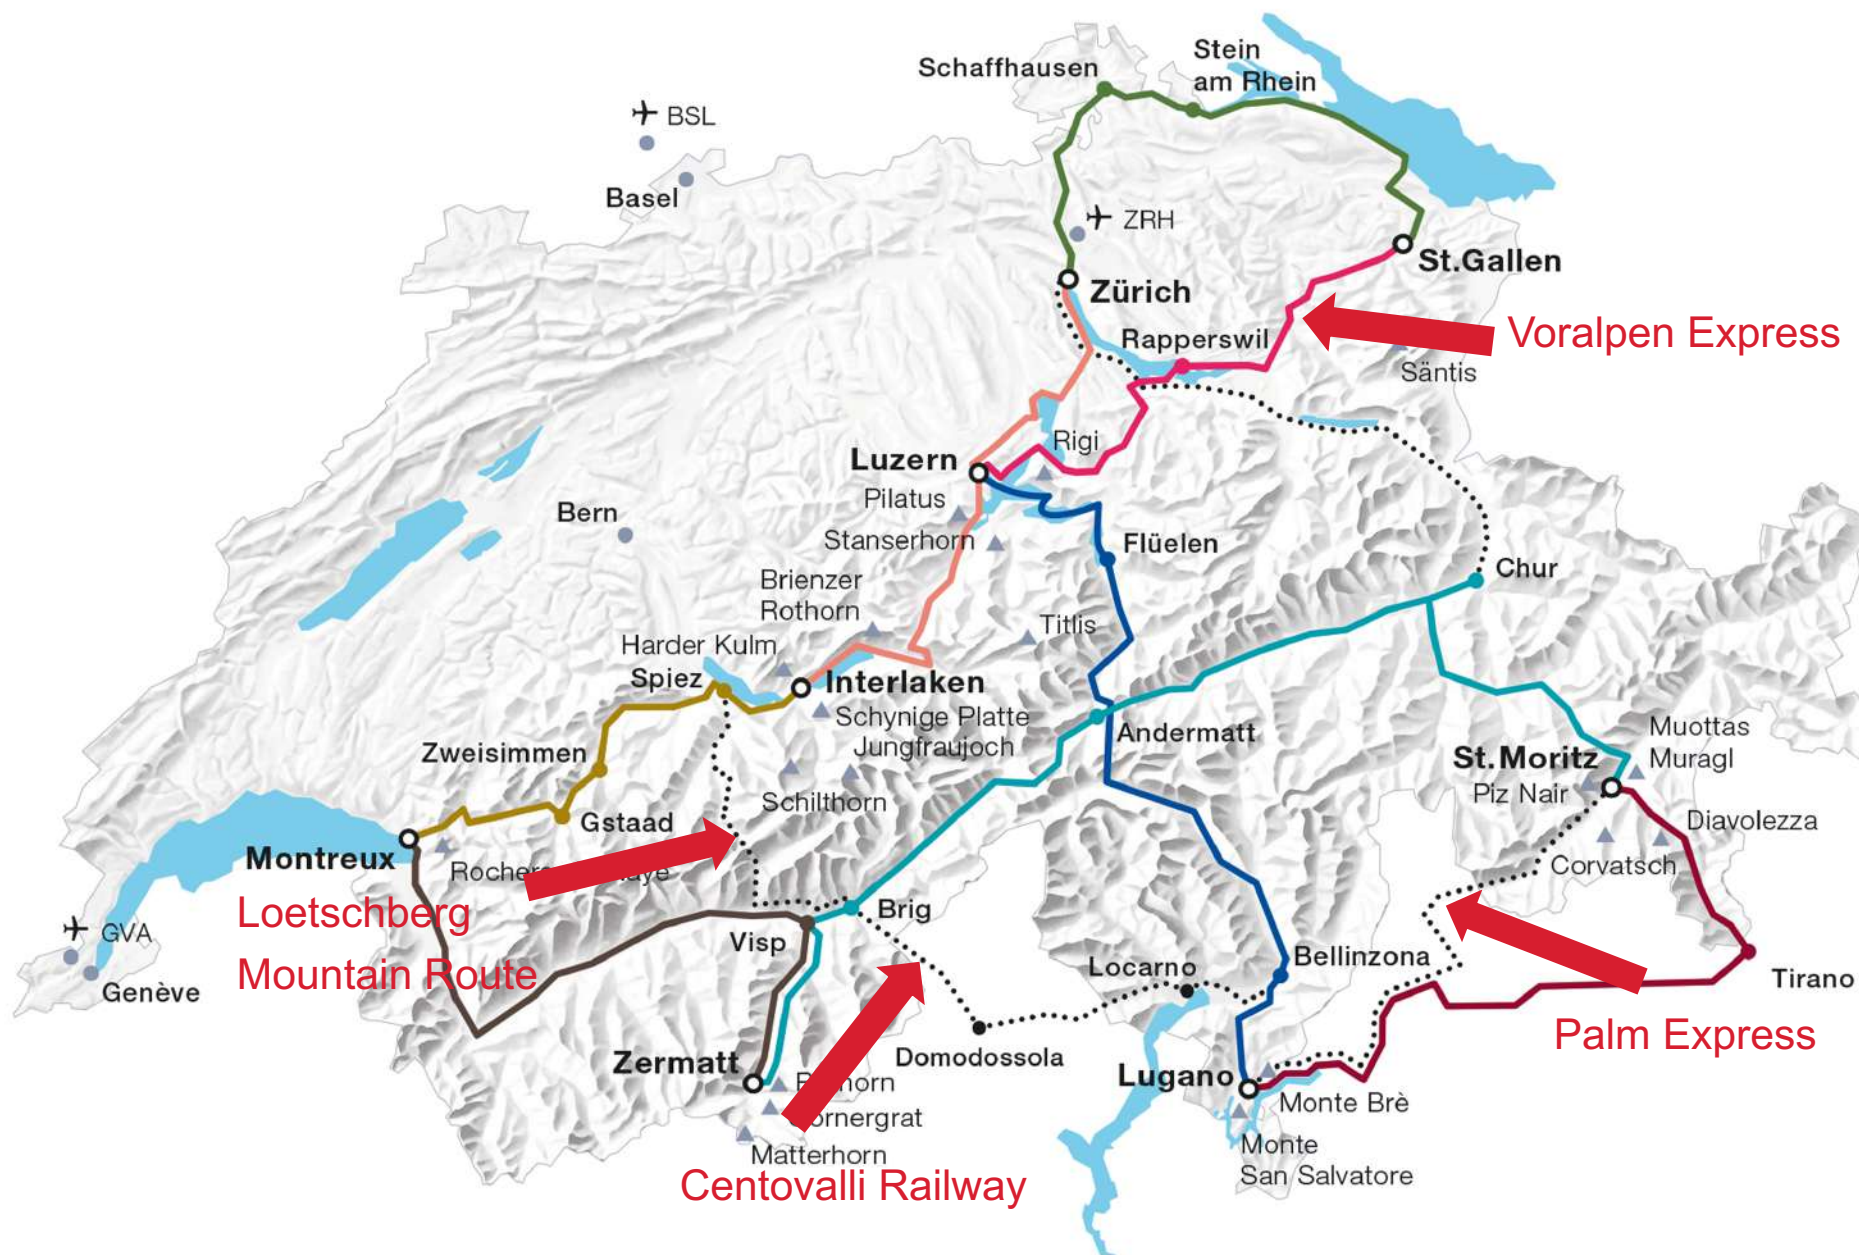 Schaffhausen
Stein
am Rhein
BSL
Basel
ZRH
St.Gallen
Zürich
Voralpen Express
Rapperswil
Säntis
Rigi
Luzern
Pilatus
Bern
Stanserhorn
Flüelen
Chur
Brienzer
Rothorn
Titlis
Harder Kulm
Spiez
Interlaken
Schynige Platte
Jungfraujoch
Andermatt
Muottas
Muragl
Zweisimmen
St.Moritz
Piz Nair
Schilthorn
Gstaad
Diavolezza
Montreux
Corvatsch
Loetschberg
Mountain Route
Brig
GVA
Visp
Genève
Locarno
Bellinzona
Tirano
Palm Express
Domodossola
Zermatt
Lugano
Monte Brè
Matterhorn
Monte
San Salvatore
Centovalli Railway